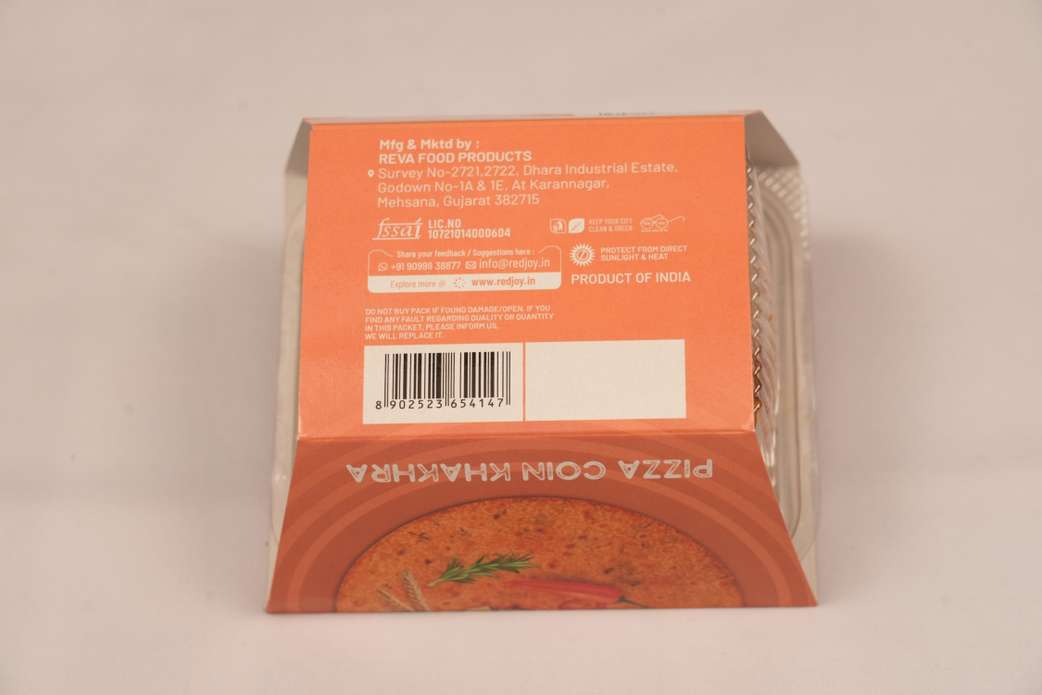 Mfg & Mktd by :
REVA FOOD PRODUCTS
Survey No-2721,2722, Dhara Industrial Estate,
Godown No-1A & 1E, At Karannagar,
Mehsana, Gujarat 382715
fssai LIC.NO
10721014000604
KEEP YOUR CITY
CLEAN & GREEN
Share your feedback / Suggestions here :
info@redjoy.in
Explore more @ www.redjoy.in
PROTECT FROM DIRECT
SUNLIGHT & HEAT
PRODUCT OF INDIA
DO NOT BUY PACK IF FOUND DAMAGE/OPEN. IF YOU
FIND ANY FAULT REGARDING QUALITY OR QUANTITY
IN THIS PACKET, PLEASE INFORM US,
WE WILL REPLACE IT.
8 902523 654147
PIZZA COIN KHAKHRA